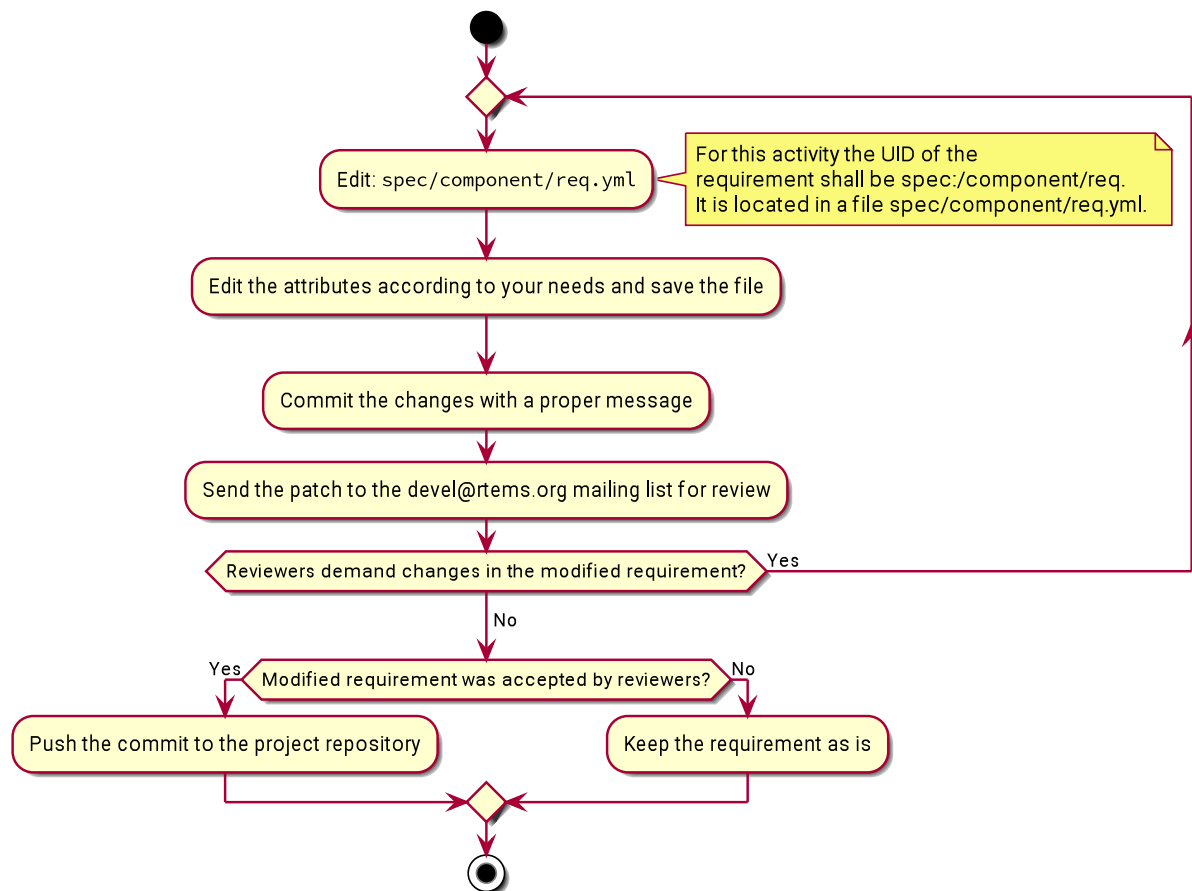 Edit: spec/component/req.yml
For this activity the UID of the
requirement shall be spec:/component/req.
It is located in a file spec/component/req.yml.
Edit the attributes according to your needs and save the file
Commit the changes with a proper message
Send the patch to the devel@rtems.org mailing list for review
Reviewers demand changes in the modified requirement?
Yes
No
Yes
Modified requirement was accepted by reviewers?
No
Push the commit to the project repository
Keep the requirement as is